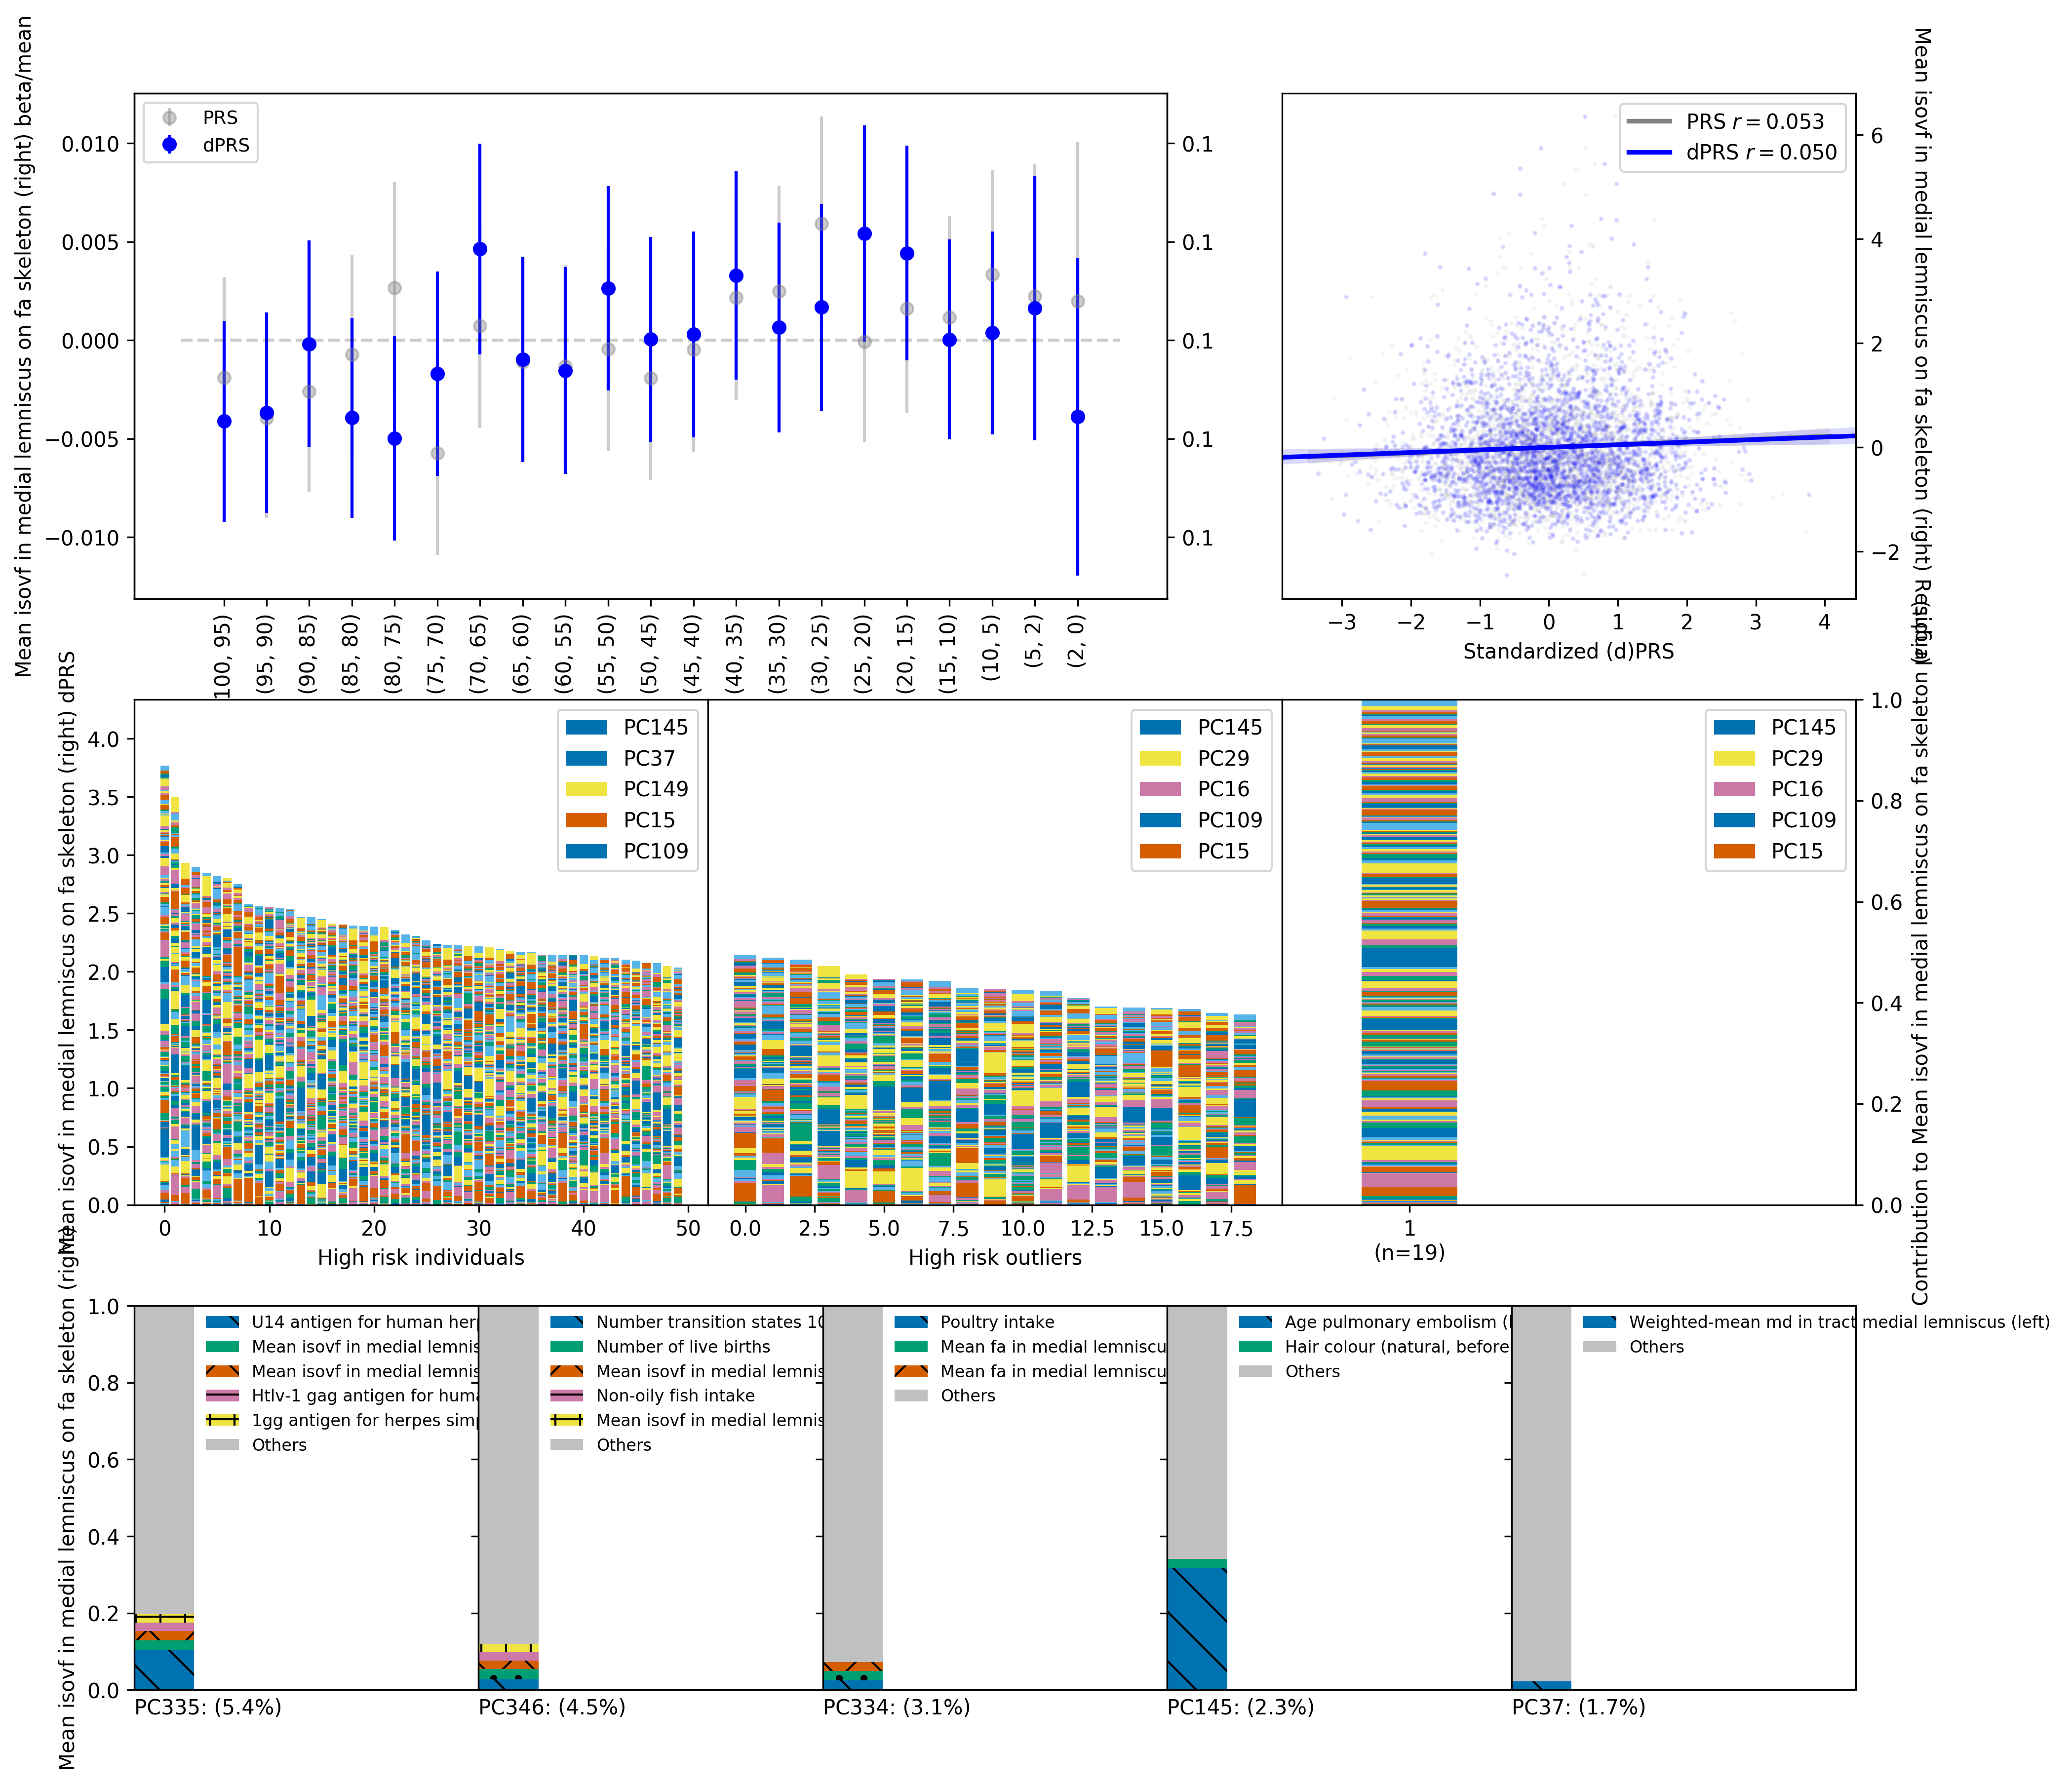 Mean isovf in medial lemniscus on fa skeleton (right) beta/mean
0.010
0.005
0.000
−0.005
−0.010
PRS
dPRS
0.1
0.1
0.1
0.1
0.1
100, 95)
(95, 90)
(90, 85)
(85, 80)
(80, 75)
(75, 70)
(70, 65)
(65, 60)
(60, 55)
(55, 50)
(50, 45)
(45, 40)
(40, 35)
(35, 30)
(30, 25)
(25, 20)
(20, 15)
(15, 10)
(10, 5)
(5, 2)
(2, 0)
PRS r = 0.053
dPRS r = 0.050
6
4
2
0
−2
Mean isovf in medial lemniscus on fa skeleton (right)
−3
−2
−1
0
1
2
3
4
Standardized (d)PRS
Mean isovf in medial lemniscus on fa skeleton (right) dPRS
4.0
3.5
3.0
2.5
2.0
1.5
1.0
0.5
0.0
PC145
PC37
PC149
PC15
PC109
0
10
20
30
40
50
High risk individuals
PC145
PC29
PC16
PC109
PC15
0.0
2.5
5.0
7.5
10.0
12.5
15.0
17.5
High risk outliers
PC145
PC29
PC16
PC109
PC15
1
(n=19)
1.0
0.8
0.6
0.4
0.2
0.0
Contribution to Mean isovf in medial lemniscus on fa skeleton
Mean isovf in medial lemniscus on fa skeleton (right)
1.0
0.8
0.6
0.4
0.2
0.0
U14 antigen for human her
Mean isovf in medial lemnis
Mean isovf in medial lemnis
Htlv-1 gag antigen for huma
1gg antigen for herpes simp
Others
PC335: (5.4%)
Number transition states 10
Number of live births
Mean isovf in medial lemnis
Non-oily fish intake
Mean isovf in medial lemnis
Others
PC346: (4.5%)
Poultry intake
Mean fa in medial lemniscu
Mean fa in medial lemniscu
Others
PC334: (3.1%)
Age pulmonary embolism (
Hair colour (natural, before
Others
PC145: (2.3%)
Weighted-mean md in tract medial lemniscus (left)
Others
PC37: (1.7%)